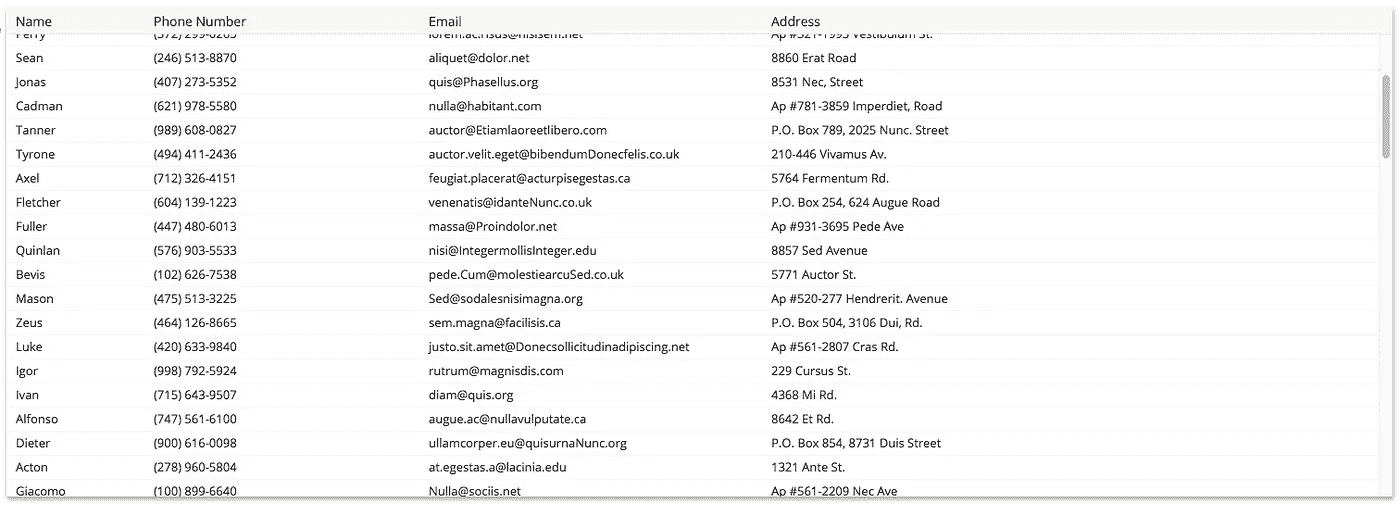 Name Phone Number Email Address
Perry (372) 299-6265 lorem.ac.risus@nisisem.net Ap #321-1993 Vestibulum St.
Sean (246) 513-8870 aliquet@dolor.net 8860 Erat Road
Jonas (407) 273-5352 quis@Phasellus.org 8531 Nec, Street
Cadman (621) 978-5580 nulla@habitant.com Ap #781-3859 Imperdiet, Road
Tanner (989) 608-0827 auctor@Etiamlaoreetlibero.com P.O. Box 789, 2025 Nunc. Street
Tyrone (494) 411-2436 auctor.velit.eget@bibendumDonecfelis.co.uk 210-446 Vivamus Av.
Axel (712) 326-4151 feugiat.placerat@acturpisegestas.ca 5764 Fermentum Rd.
Fletcher (604) 139-1223 venenatis@idanteNunc.co.uk P.O. Box 254, 624 Augue Road
Fuller (447) 480-6013 massa@Proindolor.net Ap #931-3695 Pede Ave
Quinlan (576) 903-5533 nisi@IntegermollisInteger.edu 8857 Sed Avenue
Bevis (102) 626-7538 pede.Cum@molestiearcuSed.co.uk 5771 Auctor St.
Mason (475) 513-3225 Sed@sodalesnisimagna.org Ap #520-277 Hendrerit. Avenue
Zeus (464) 126-8665 sem.magna@facilisis.ca P.O. Box 504, 3106 Dui, Rd.
Luke (420) 633-9840 justo.sit.amet@Donecsollicitudinadipiscing.net Ap #561-2807 Cras Rd.
Igor (998) 792-5924 rutrum@magnisdis.com 229 Cursus St.
Ivan (715) 643-9507 diam@quis.org 4368 Mi Rd.
Alfonso (747) 561-6100 augue.ac@nullavulputate.ca 8642 Et Rd.
Dieter (900) 616-0098 ullamcorper.eu@quisurnaNunc.org P.O. Box 854, 8731 Duis Street
Acton (278) 960-5804 at.egestas.a@lacinia.edu 1321 Ante St.
Giacomo (100) 899-6640 Nulla@sociis.net Ap #561-2209 Nec Ave